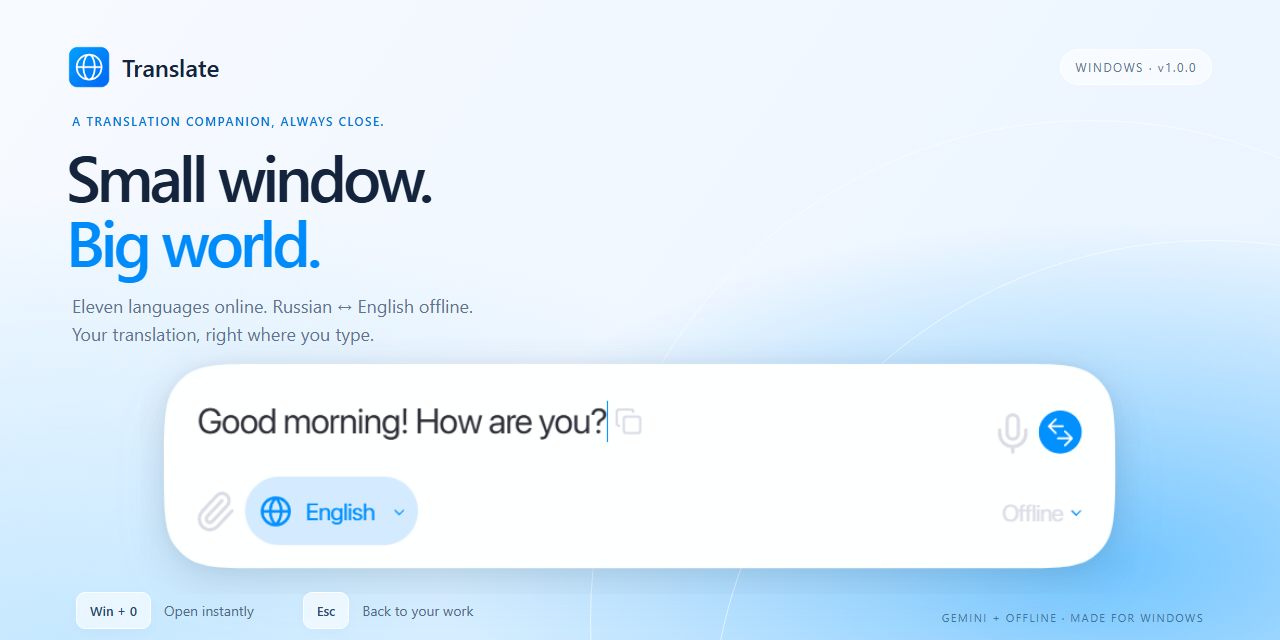 Translate
WINDOWS · v1.0.0
A TRANSLATION COMPANION, ALWAYS CLOSE.
Small window.
Big world.
Eleven languages online. Russian ↔ English offline.
Your translation, right where you type.
Good morning! How are you?
English
Offline
Win + 0 Open instantly Esc Back to your work
GEMINI + OFFLINE · MADE FOR WINDOWS